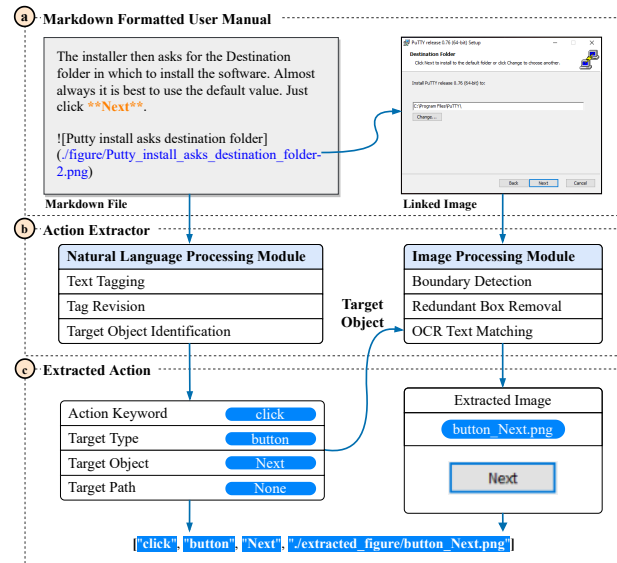 a Markdown Formatted User Manual
The installer then asks for the Destination
folder in which to install the software. Almost
always it is best to use the default value. Just
click **Next**.
![Putty install asks destination folder]
(./figure/Putty_install_asks_destination_folder-
2.png)
Markdown File
PuTTY release 0.76 (64-bit) Setup
Destination Folder
Click Next to install to the default folder or click Change to choose another.
Install PuTTY release 0.76 (64-bit) to:
C:\Program Files\PuTTY\
Change...
Back Next Cancel
Linked Image
b Action Extractor
Natural Language Processing Module
Text Tagging
Tag Revision
Target Object Identification
Target
Object
Image Processing Module
Boundary Detection
Redundant Box Removal
OCR Text Matching
c Extracted Action
Action Keyword click
Target Type button
Target Object Next
Target Path None
Extracted Image
button_Next.png
Next
["click", "button", "Next", "./extracted_figure/button_Next.png"]